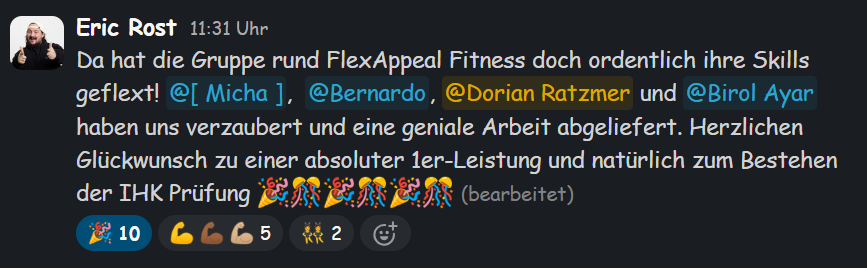 Eric Rost 11:31 Uhr
Da hat die Gruppe rund FlexAppeal Fitness doch ordentlich ihre Skills
geflext! @[ Micha ], @Bernardo, @Dorian Ratzmer und @Birol Ayar
haben uns verzaubert und eine geniale Arbeit abgeliefert. Herzlichen
Glückwunsch zu einer absoluter 1er-Leistung und natürlich zum Bestehen
der IHK Prüfung 🎉🎊🎉🎊🎉🎊 (bearbeitet)
🎉 10 💪💪🏾💪🏼 5 👯 2